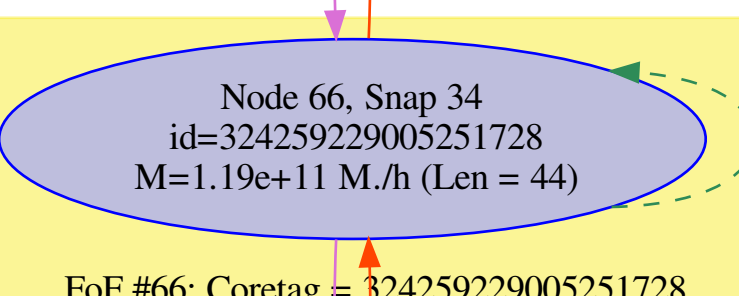 Node 66, Snap 34
id=324259229005251728
M=1.19e+11 M./h (Len = 44)
FoF #66: Coretag = 324259229005251728